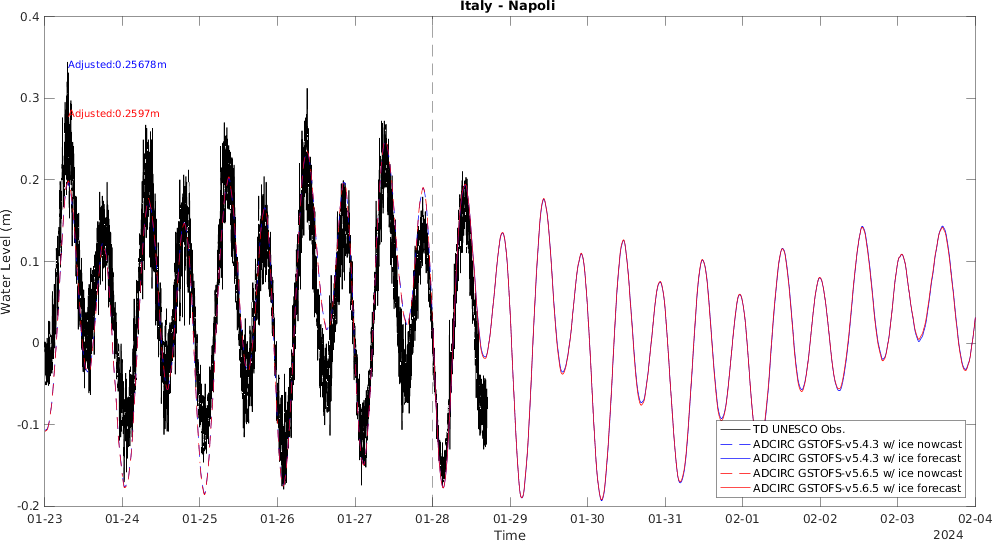 Italy - Napoli
0.4
0.3
0.2
0.1
0
-0.1
-0.2
Water Level (m)
Adjusted:0.25678m
Adjusted:0.2597m
TD UNESCO Obs.
ADCIRC GSTOFS-v5.4.3 w/ ice nowcast
ADCIRC GSTOFS-v5.4.3 w/ ice forecast
ADCIRC GSTOFS-v5.6.5 w/ ice nowcast
ADCIRC GSTOFS-v5.6.5 w/ ice forecast
01-23 01-24 01-25 01-26 01-27 01-28 01-29 01-30 01-31 02-01 02-02 02-03 02-04
Time
2024